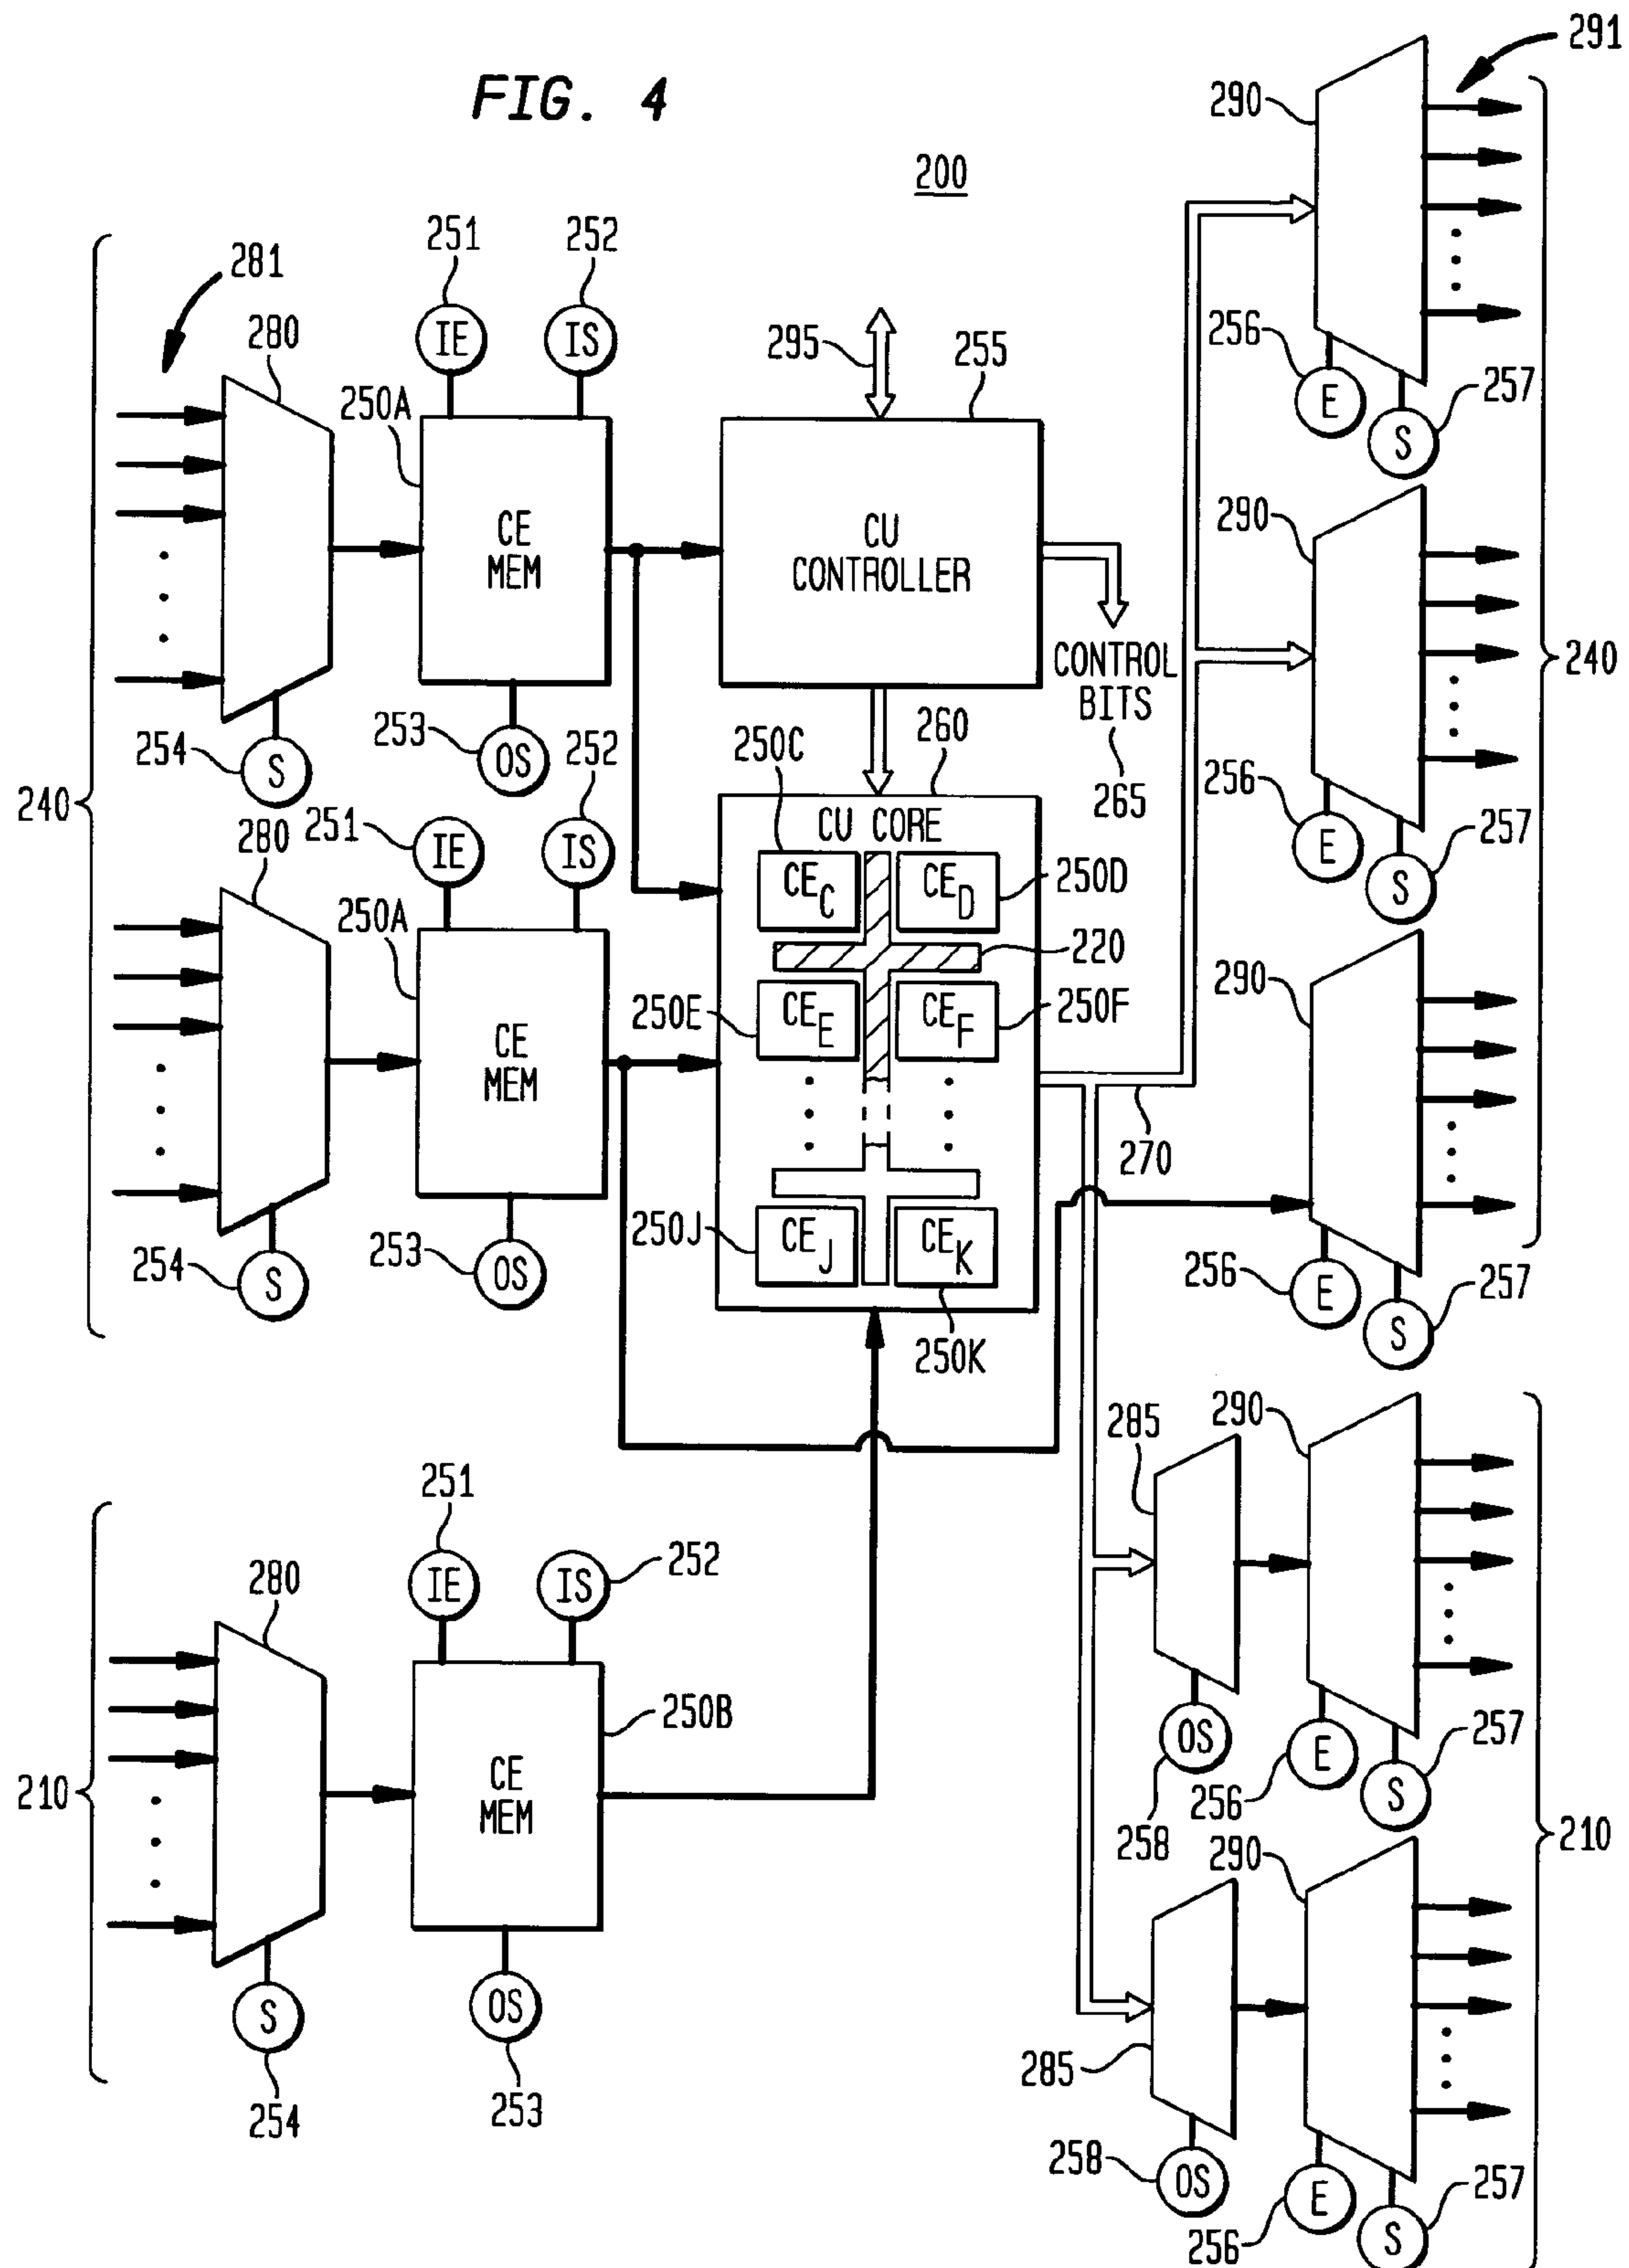 FIG. 4
200
291
290
240
256
E
S
257
281
280
251
252
IE
IS
250A
CE
MEM
295
255
CU
CONTROLLER
CONTROL
BITS
265
254
S
253
OS
240
290
256
E
S
257
280
251
IE
252
IS
250A
CE
MEM
254
S
253
OS
250C
260
CU CORE
CE C
CE D
250D
220
250E
CE E
CE F
250F
250J
CE J
CE K
250K
270
290
256
E
S
257
210
280
251
IE
IS
252
250B
CE
MEM
S
254
OS
253
285
290
OS
258
256
E
S
257
210
285
290
258
OS
256
E
S
257